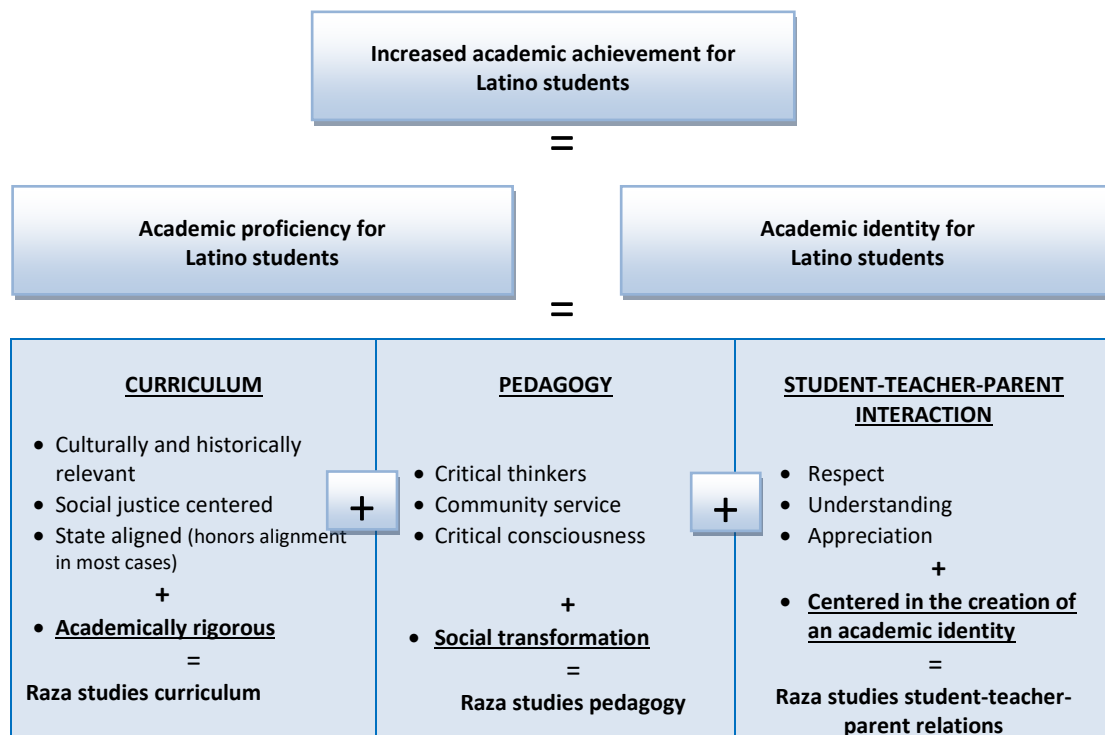 Increased academic achievement for
Latino students
=
Academic proficiency for
Latino students
Academic identity for
Latino students
=
CURRICULUM
• Culturally and historically
relevant
• Social justice centered
• State aligned (honors alignment
in most cases)
+
• Academically rigorous
=
Raza studies curriculum
+
PEDAGOGY
• Critical thinkers
• Community service
• Critical consciousness
+
• Social transformation
=
Raza studies pedagogy
+
STUDENT-TEACHER-PARENT
INTERACTION
• Respect
• Understanding
• Appreciation
+
• Centered in the creation of
an academic identity
=
Raza studies student-teacher-
parent relations